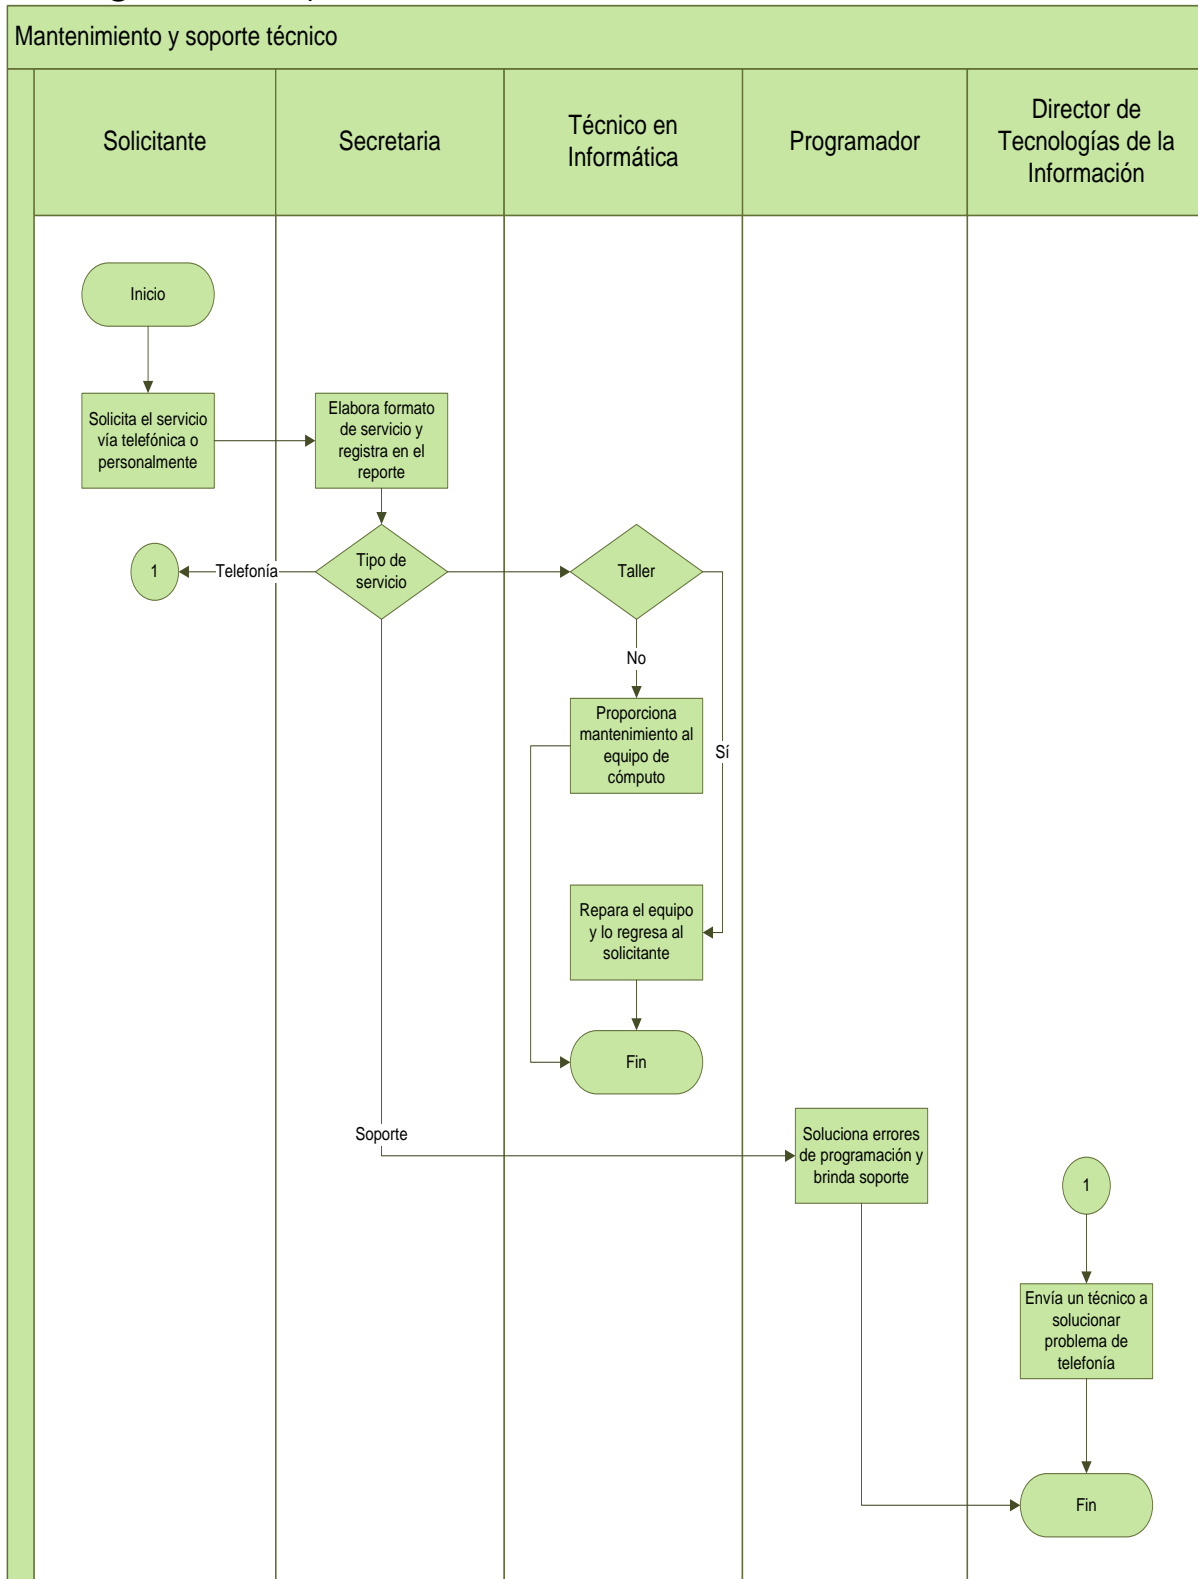 Mantenimiento y soporte técnico
Solicitante
Secretaria
Técnico en
Informática
Programador
Director de
Tecnologías de la
Información
Inicio
Solicita el servicio
vía telefónica o
personalmente
Elabora formato
de servicio y
registra en el
reporte
1
Telefonía
Tipo de
servicio
Taller
No
Proporciona
mantenimiento al
equipo de
cómputo
Sí
Repara el equipo
y lo regresa al
solicitante
Fin
Soporte
Soluciona errores
de programación y
brinda soporte
1
Envía un técnico a
solucionar
problema de
telefonía
Fin